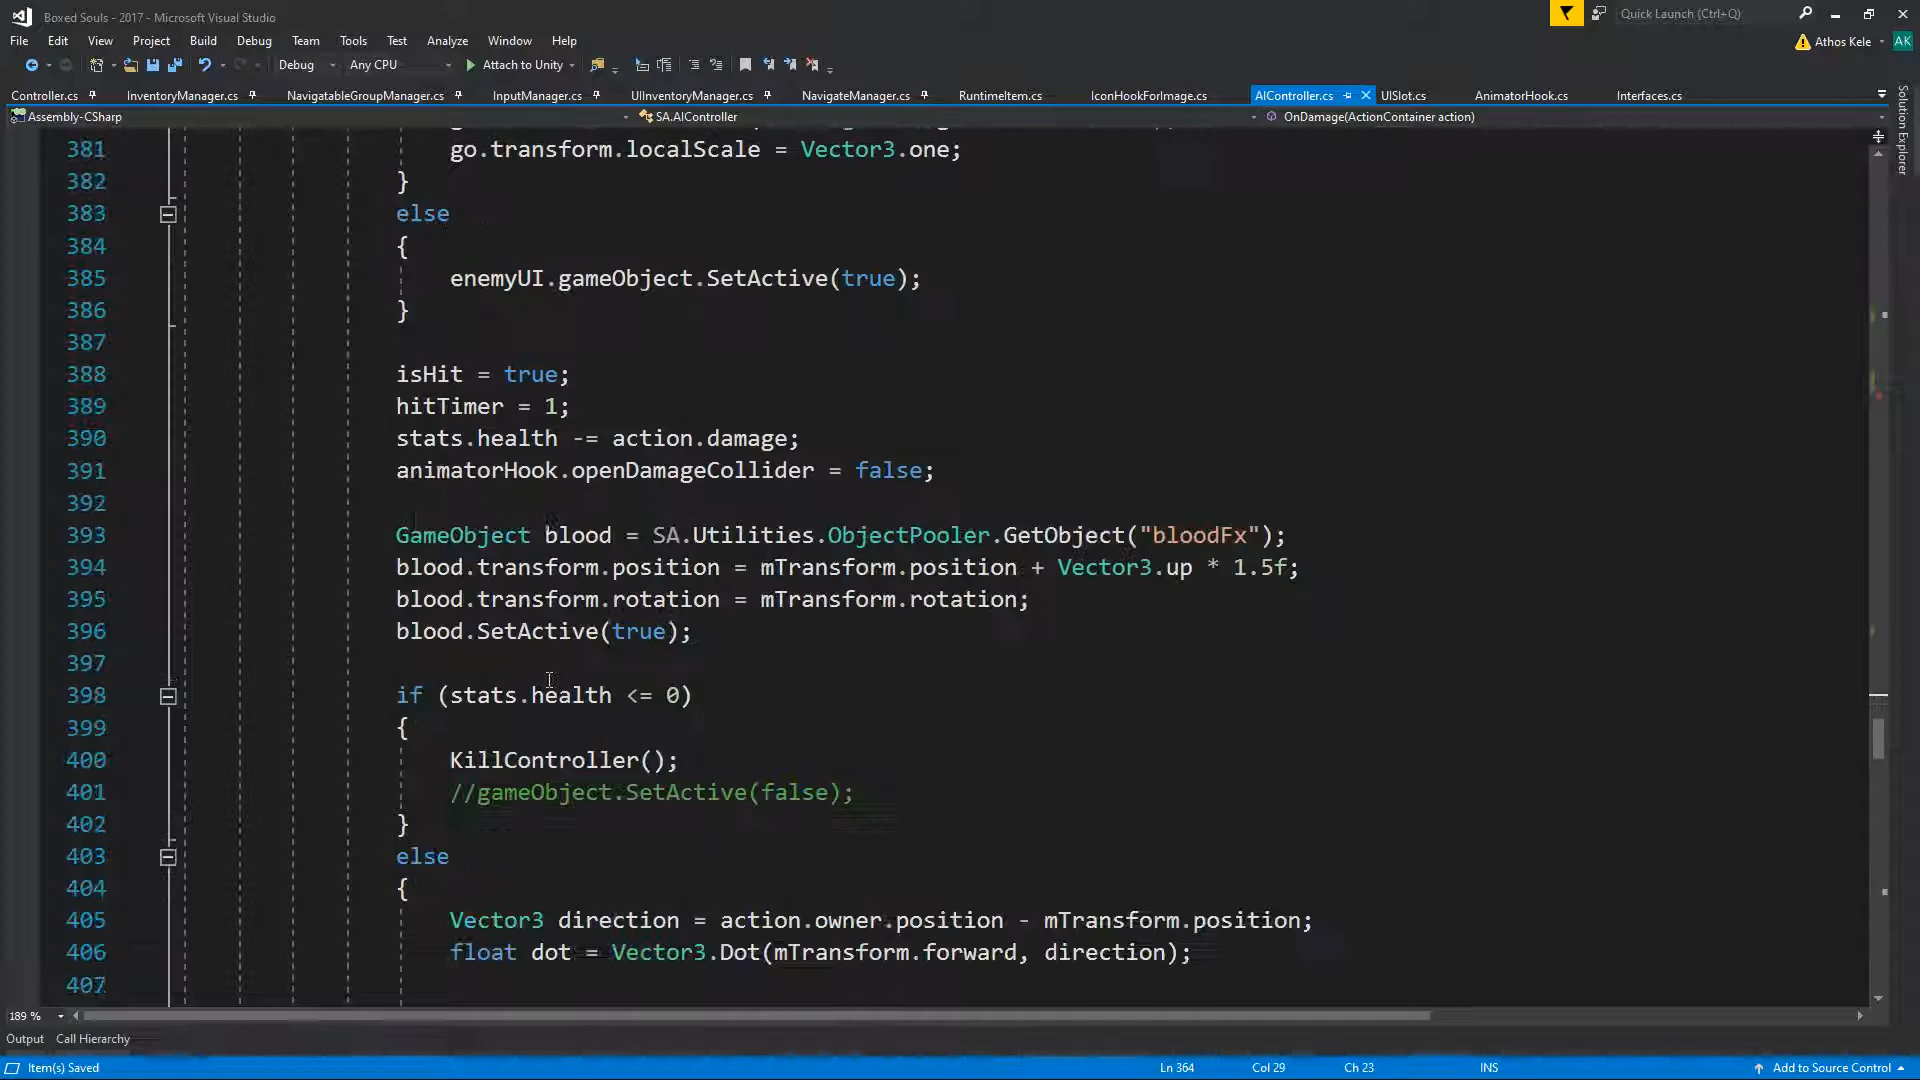 Boxed Souls - 2017 - Microsoft Visual Studio
Quick Launch (Ctrl+Q)
File Edit View Project Build Debug Team Tools Test Analyze Window Help
Athos Kele AK
Debug Any CPU Attach to Unity
Controller.cs InventoryManager.cs NavigatableGroupManager.cs InputManager.cs UIInventoryManager.cs NavigateManager.cs RuntimeItem.cs IconHookForImage.cs AIController.cs UISlot.cs AnimatorHook.cs Interfaces.cs
Assembly-CSharp SA.AIController OnDamage(ActionContainer action)
Solution Explorer
381 go.transform.localScale = Vector3.one;
382 }
383 else
384 {
385 enemyUI.gameObject.SetActive(true);
386 }
387
388 isHit = true;
389 hitTimer = 1;
390 stats.health -= action.damage;
391 animatorHook.openDamageCollider = false;
392
393 GameObject blood = SA.Utilities.ObjectPooler.GetObject("bloodFx");
394 blood.transform.position = mTransform.position + Vector3.up * 1.5f;
395 blood.transform.rotation = mTransform.rotation;
396 blood.SetActive(true);
397
398 if (stats.health <= 0)
399 {
400 KillController();
401 //gameObject.SetActive(false);
402 }
403 else
404 {
405 Vector3 direction = action.owner.position - mTransform.position;
406 float dot = Vector3.Dot(mTransform.forward, direction);
407
189 %
Output Call Hierarchy
Item(s) Saved Ln 364 Col 29 Ch 23 INS Add to Source Control